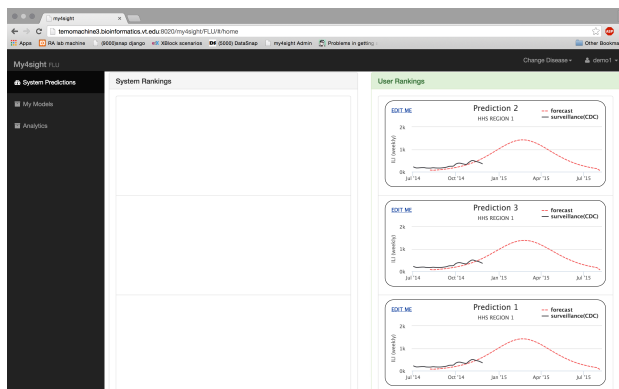 my4sight
temomachine3.bioinformatics.vt.edu:8020/my4sight/FLU/#/home
Apps RA lab machine (8000)snap django XBlock scenarios (5000) DataSnap my4sight Admin Problems in getting Other Bookma
My4sight FLU Change Disease demo1
System Predictions
My Models
Analytics
System Rankings
User Rankings
EDIT ME
Prediction 2
HHS REGION 1
forecast
surveillance(CDC)
ILI (weekly)
2k
1k
0k
Jul '14 Oct '14 Jan '15 Apr '15 Jul '15
EDIT ME
Prediction 3
HHS REGION 1
forecast
surveillance(CDC)
ILI (weekly)
2k
1k
0k
Jul '14 Oct '14 Jan '15 Apr '15 Jul '15
EDIT ME
Prediction 1
HHS REGION 1
forecast
surveillance(CDC)
ILI (weekly)
2k
1k
0k
Jul '14 Oct '14 Jan '15 Apr '15 Jul '15